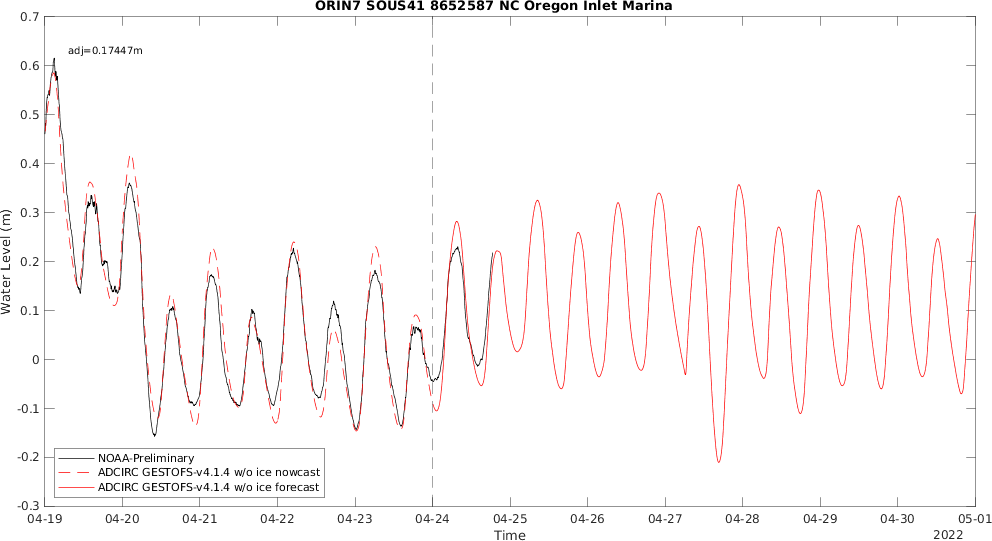 ORIN7 SOUS41 8652587 NC Oregon Inlet Marina
adj=0.17447m
Water Level (m)
0.7
0.6
0.5
0.4
0.3
0.2
0.1
0
-0.1
-0.2
-0.3
NOAA-Preliminary
ADCIRC GESTOFS-v4.1.4 w/o ice nowcast
ADCIRC GESTOFS-v4.1.4 w/o ice forecast
04-19 04-20 04-21 04-22 04-23 04-24 04-25 04-26 04-27 04-28 04-29 04-30 05-01
Time
2022